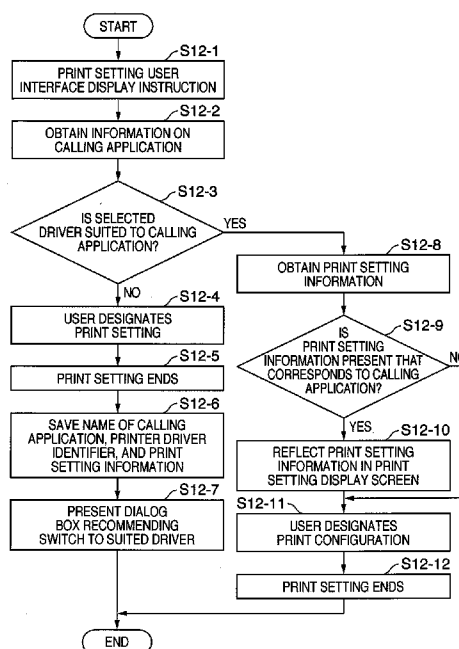 START
S12-1
PRINT SETTING USER
INTERFACE DISPLAY INSTRUCTION
S12-2
OBTAIN INFORMATION ON
CALLING APPLICATION
S12-3
IS SELECTED
DRIVER SUITED TO CALLING
APPLICATION?
YES
NO
S12-4
USER DESIGNATES
PRINT SETTING
S12-5
PRINT SETTING ENDS
S12-6
SAVE NAME OF CALLING
APPLICATION, PRINTER DRIVER
IDENTIFIER, AND PRINT
SETTING INFORMATION
S12-7
PRESENT DIALOG
BOX RECOMMENDING
SWITCH TO SUITED DRIVER
S12-8
OBTAIN PRINT SETTING
INFORMATION
S12-9
IS
PRINT SETTING
INFORMATION PRESENT THAT
CORRESPONDS TO CALLING
APPLICATION?
NO
YES
S12-10
REFLECT PRINT SETTING
INFORMATION IN PRINT
SETTING DISPLAY SCREEN
S12-11
USER DESIGNATES
PRINT CONFIGURATION
S12-12
PRINT SETTING ENDS
END